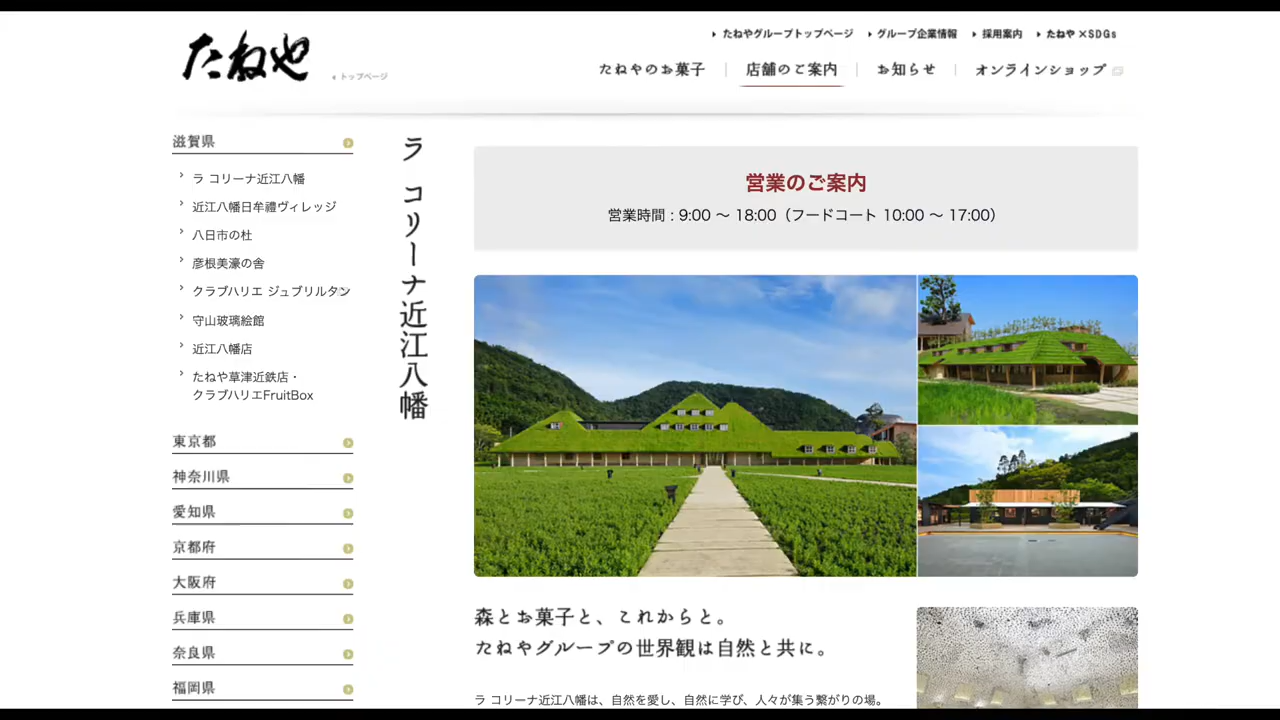 たねや
トップページ
たねやグループトップページ
グループ企業情報
採用案内
たねや×SDGs
たねやのお菓子
店舗のご案内
お知らせ
オンラインショップ
滋賀県
ラ コリーナ近江八幡
近江八幡日牟禮ヴィレッジ
八日市の杜
彦根美濠の舎
クラブハリエ ジュブリルタン
守山玻璃絵館
近江八幡店
たねや草津近鉄店・
クラブハリエFruitBox
東京都
神奈川県
愛知県
京都府
大阪府
兵庫県
奈良県
福岡県
ラ コリーナ近江八幡
営業のご案内
営業時間 : 9:00 〜 18:00（フードコート 10:00 〜 17:00）
森とお菓子と、これからと。
たねやグループの世界観は自然と共に。
ラ コリーナ近江八幡は、自然を愛し、自然に学び、人々が集う繋がりの場。